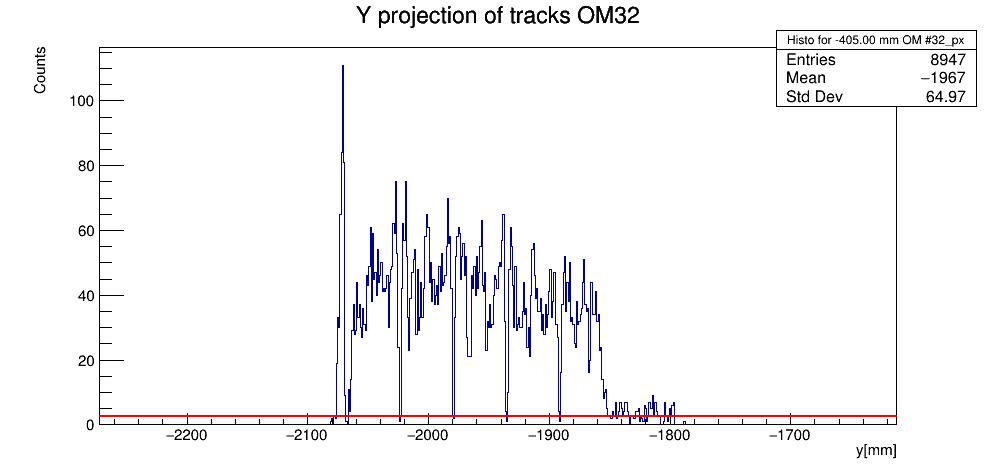 Y projection of tracks OM32
Histo for -405.00 mm OM #32_px
Entries 8947
Mean −1967
Std Dev 64.97
Counts
100
80
60
40
20
0
−2200 −2100 −2000 −1900 −1800 −1700
y[mm]